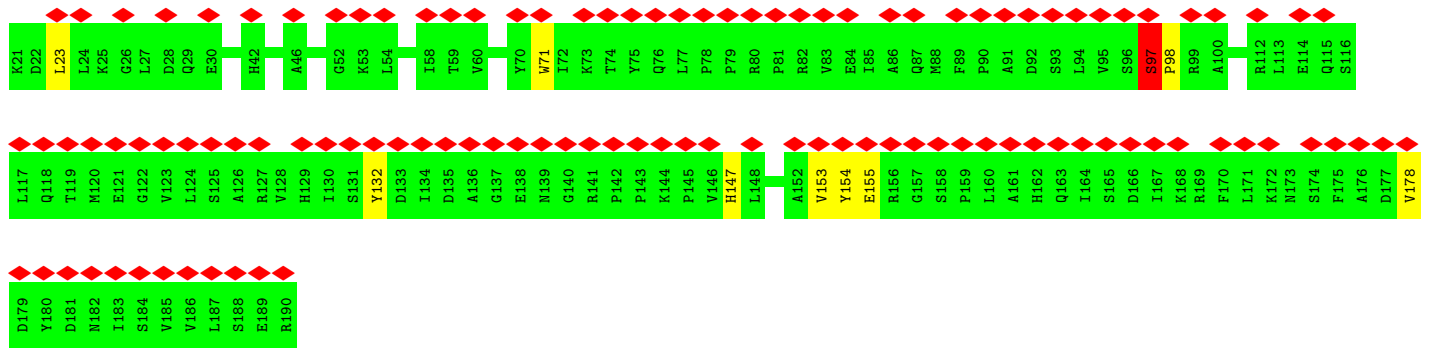 K21 D22 L23 L24 K25 G26 L27 D28 Q29 E30 H42 A46 G52 K53 L54 I58 T59 V60 Y70 W71 I72 K73 T74 Y75 Q76 L77 P78 P79 R80 P81 R82 V83 E84 I85 A86 Q87 M88 F89 P90 A91 D92 S93 L94 V95 S96 S97 P98 R99 A100 R112 L113 E114 Q115 S116
L117 Q118 T119 M120 E121 G122 V123 L124 S125 A126 R127 V128 H129 I130 S131 Y132 D133 I134 D135 A136 G137 E138 N139 G140 R141 P142 P143 K144 P145 V146 H147 L148 A152 V153 Y154 E155 R156 G157 S158 P159 L160 A161 H162 Q163 I164 S165 D166 I167 K168 R169 F170 L171 K172 N173 S174 F175 A176 D177 V178
D179 Y180 D181 N182 I183 S184 V185 V186 L187 S188 E189 R190